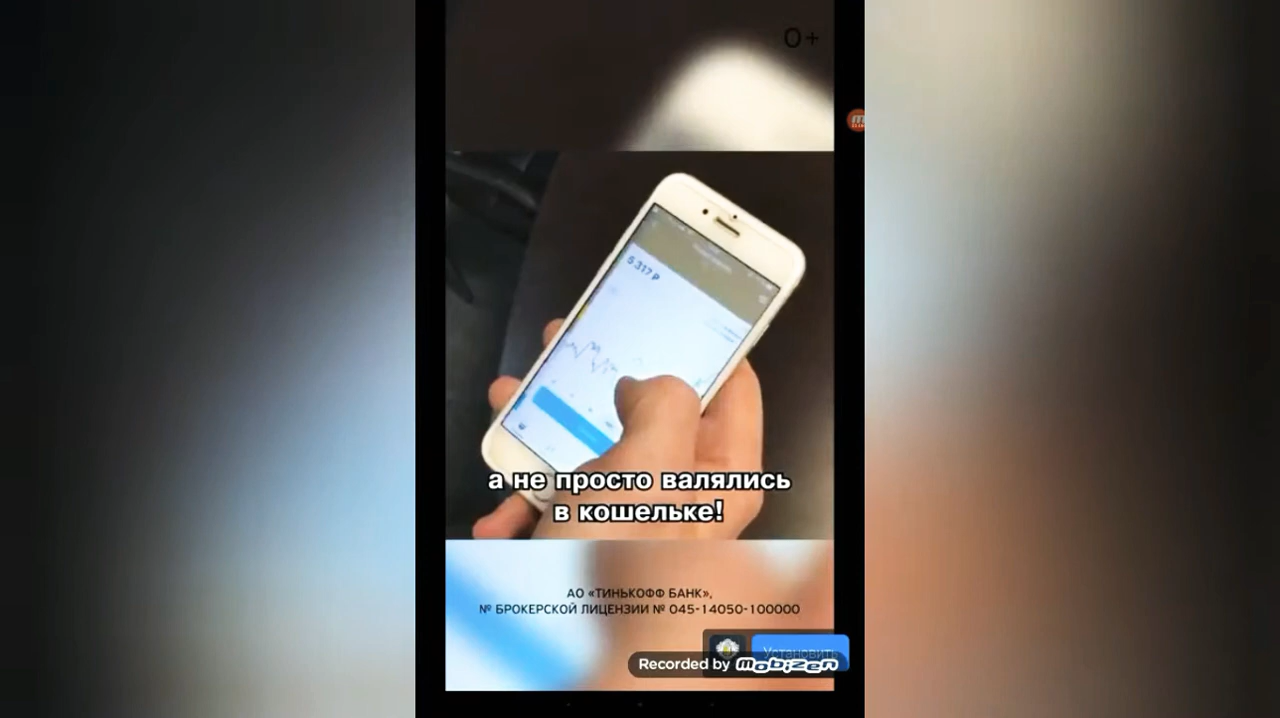 0+
5 317 ₽
а не просто валялись
в кошельке!
АО «ТИНЬКОФФ БАНК»,
№ БРОКЕРСКОЙ ЛИЦЕНЗИИ № 045-14050-100000
Установить
Recorded by mobizen